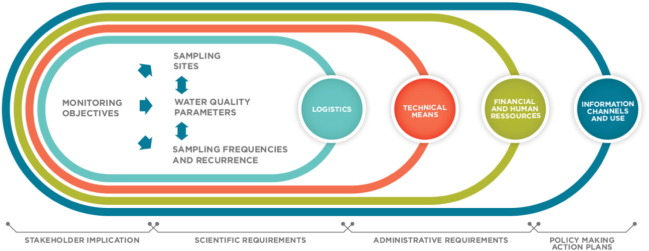 SAMPLING
SITES
MONITORING
OBJECTIVES
WATER QUALITY
PARAMETERS
SAMPLING FREQUENCIES
AND RECURRENCE
LOGISTICS
TECHNICAL
MEANS
FINANCIAL
AND HUMAN
RESSOURCES
INFORMATION
CHANNELS
AND USE
STAKEHOLDER IMPLICATION
SCIENTIFIC REQUIREMENTS
ADMINISTRATIVE REQUIREMENTS
POLICY MAKING
ACTION PLANS